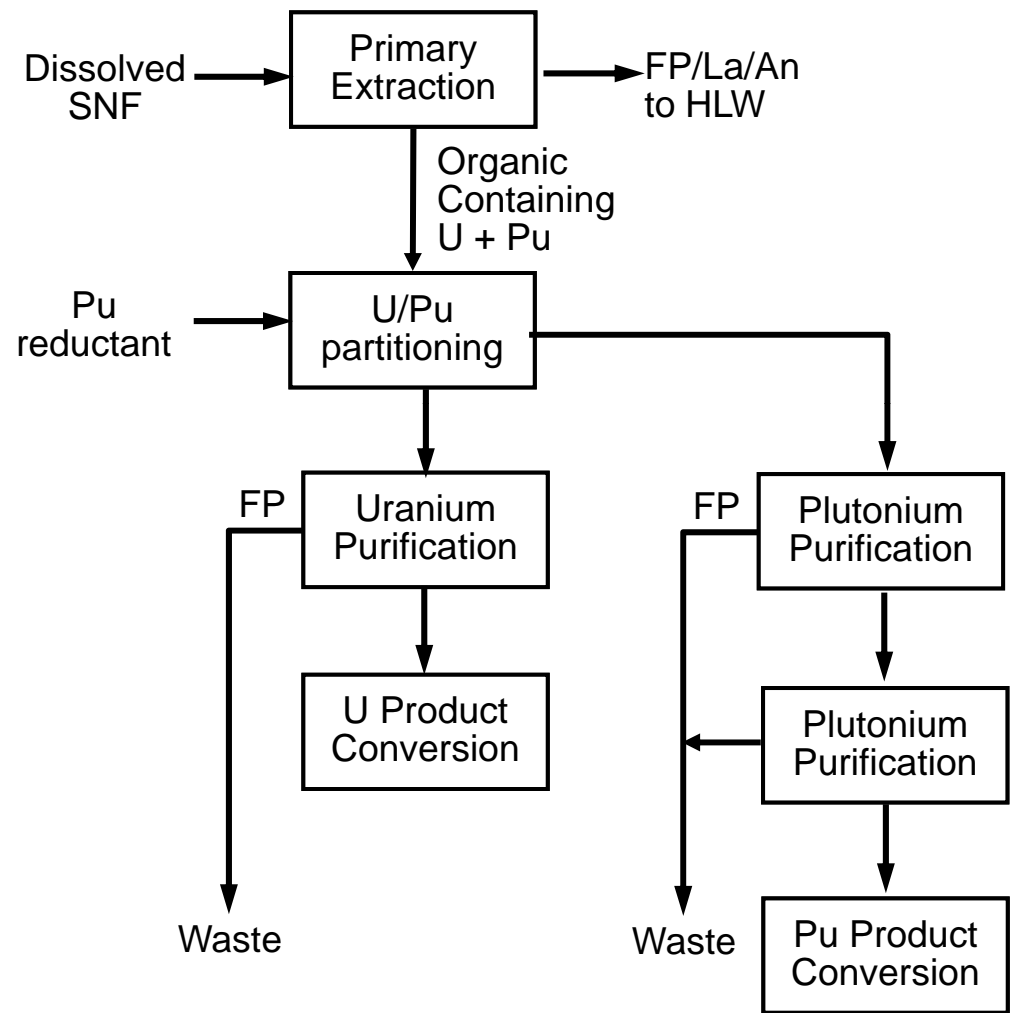 Dissolved
SNF
Primary
Extraction
FP/La/An
to HLW
Organic
Containing
U + Pu
Pu
reductant
U/Pu
partitioning
FP
Uranium
Purification
FP
Plutonium
Purification
U Product
Conversion
Plutonium
Purification
Waste
Waste
Pu Product
Conversion